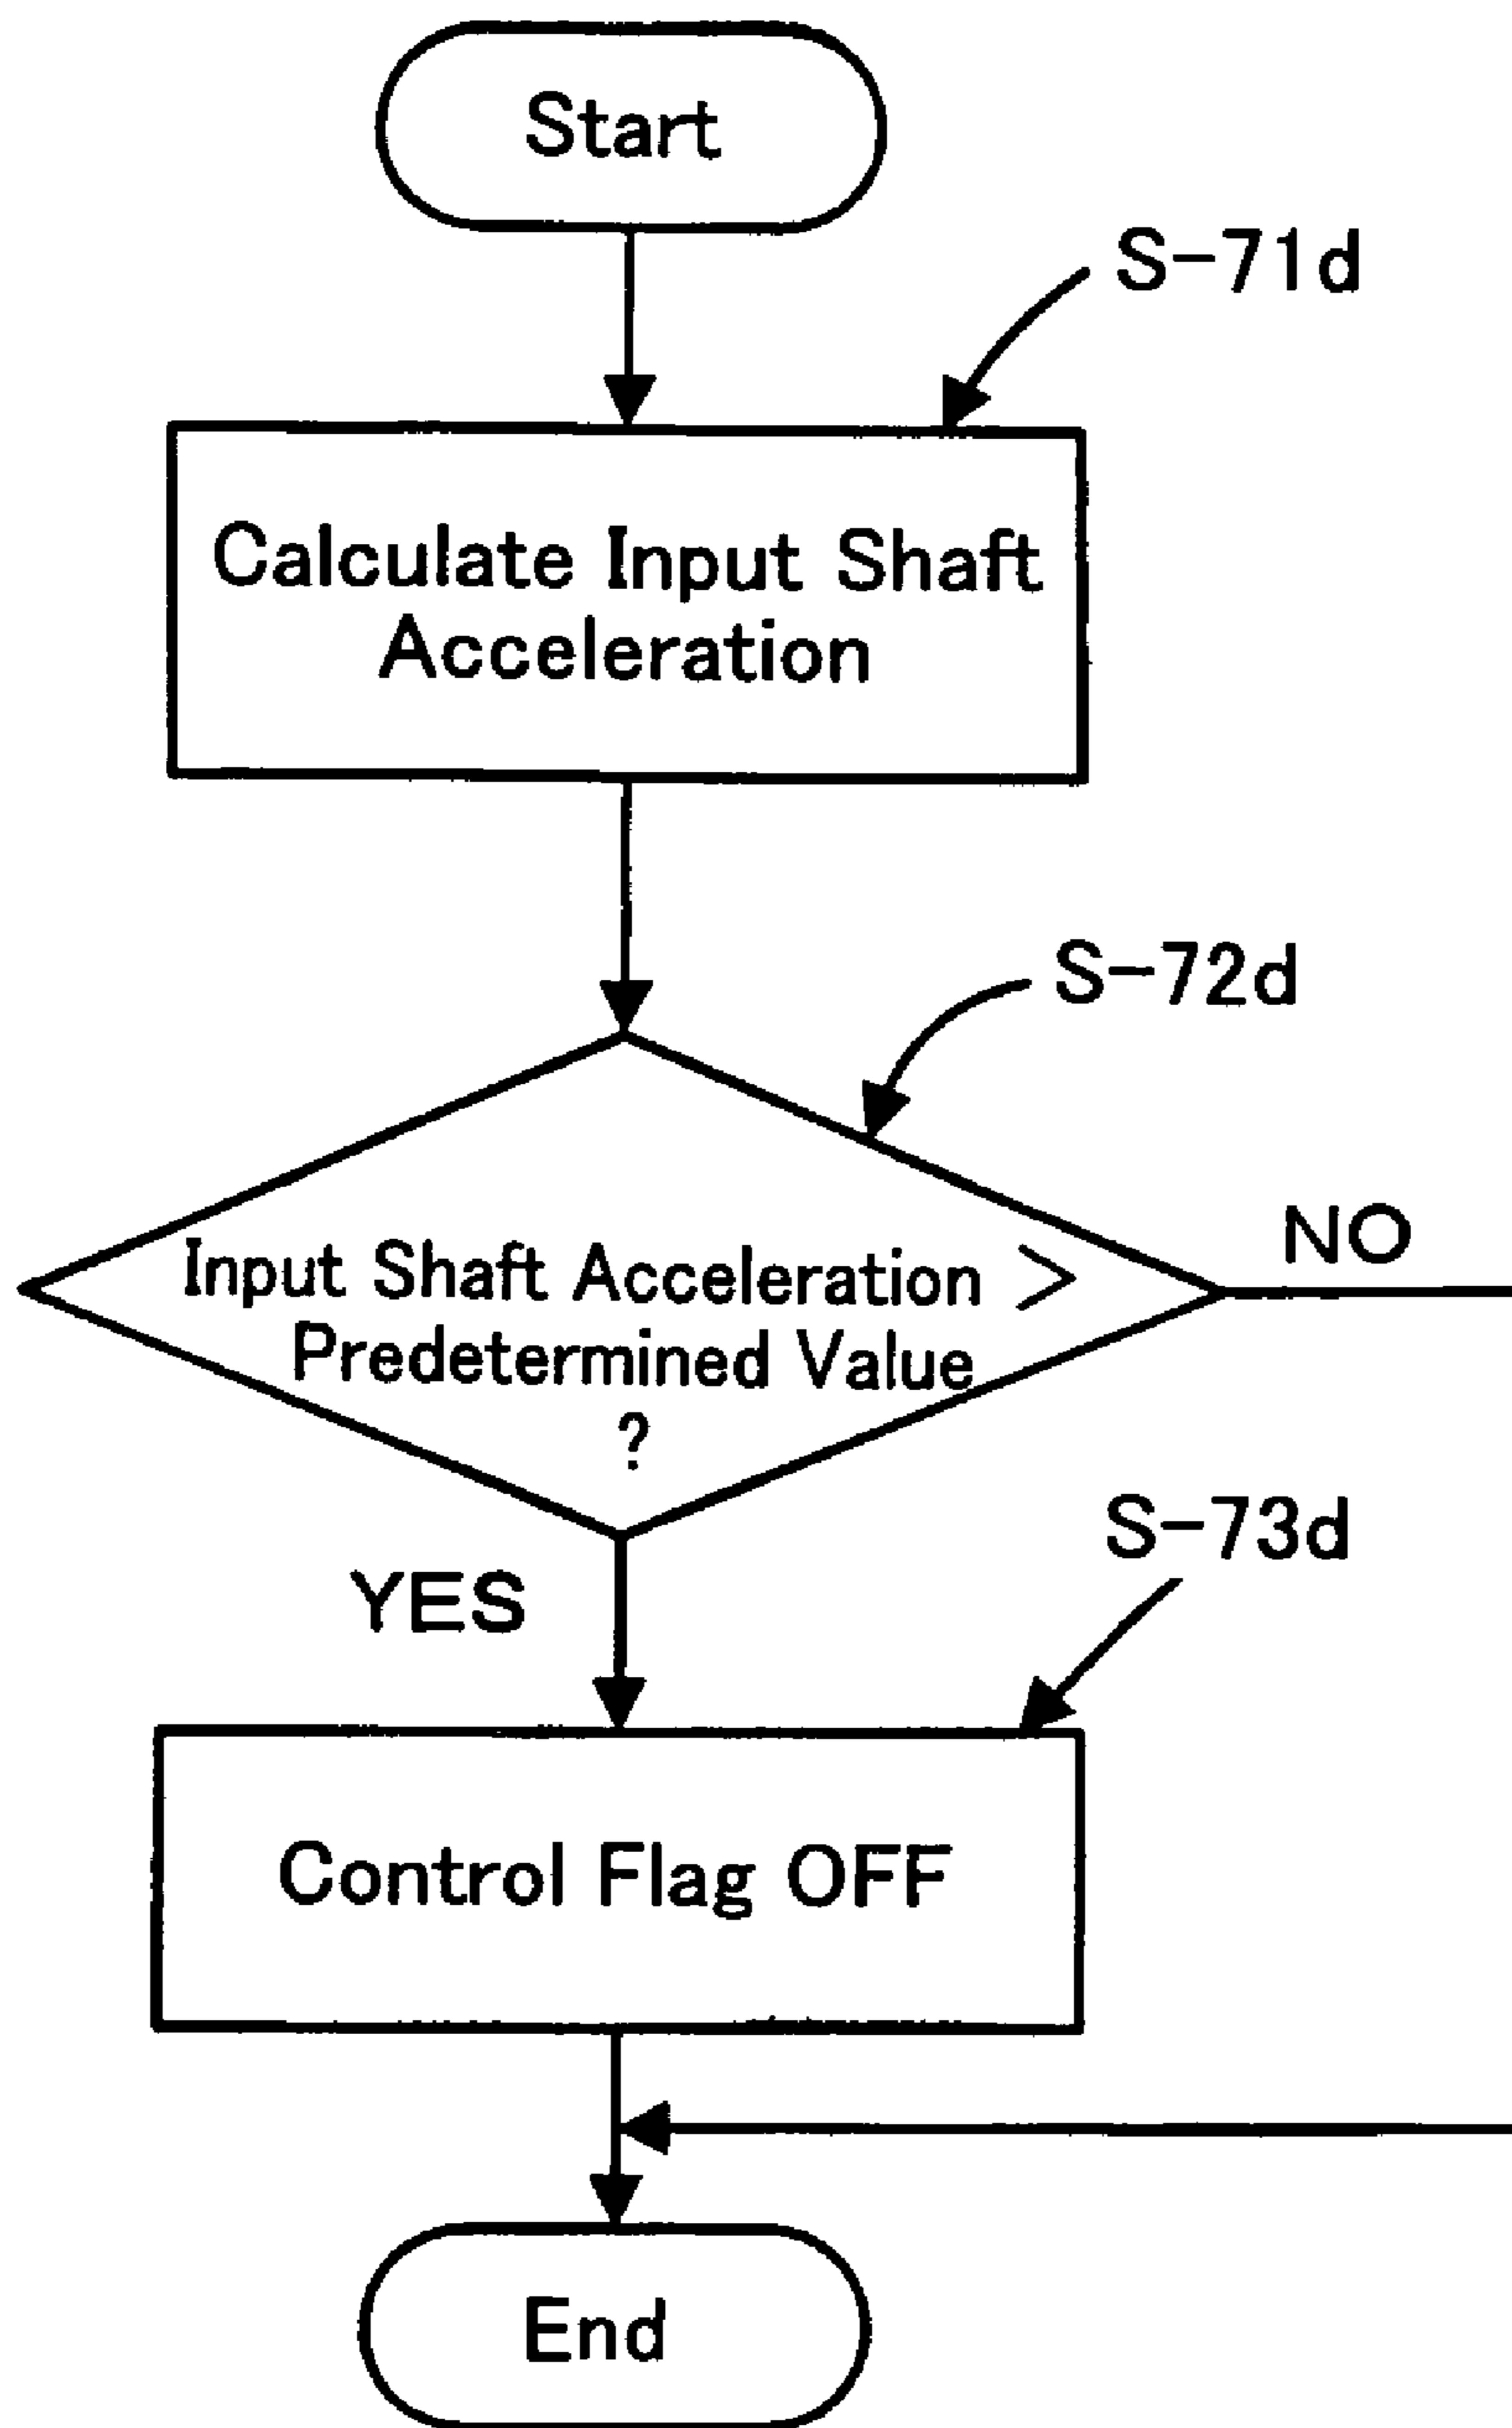 Start
S-71d
Calculate Input Shaft
Acceleration
S-72d
Input Shaft Acceleration >
Predetermined Value
?
NO
YES
S-73d
Control Flag OFF
End